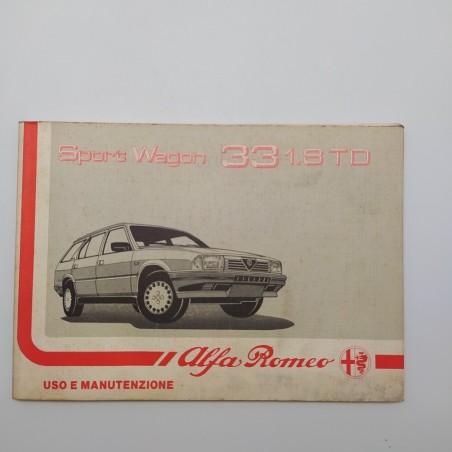 Sport Wagon 33 1.8 TD
Alfa Romeo
USO E MANUTENZIONE